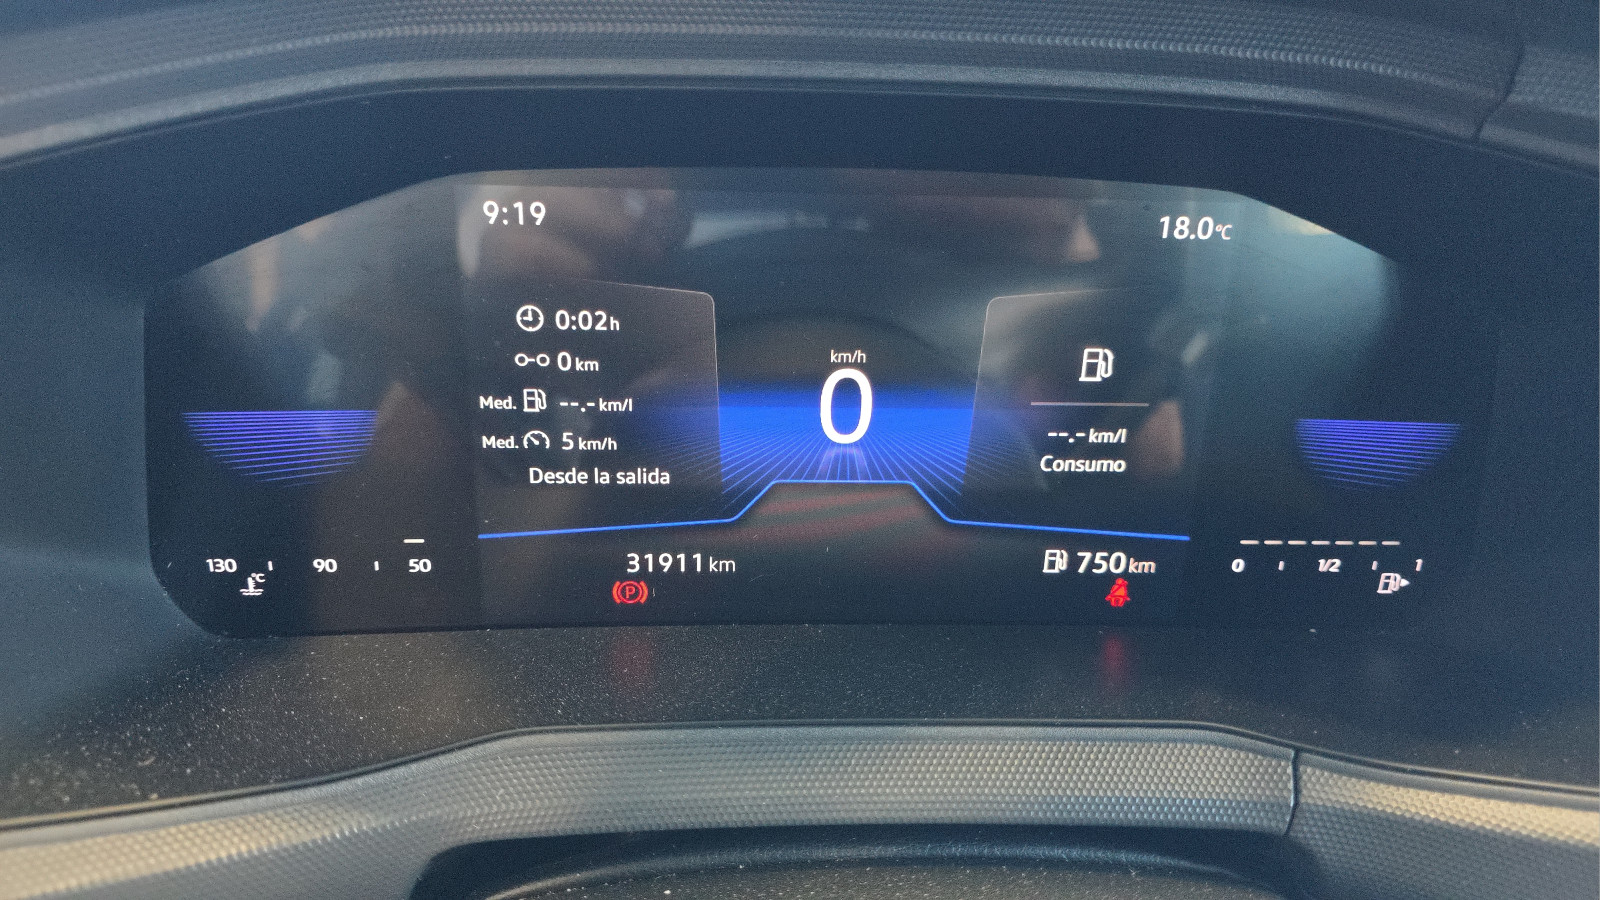 9:19
18.0°C
0:02h
0 km
Med. --.- km/l
Med. 5 km/h
Desde la salida
km/h
0
--.- km/l
Consumo
130 90 50
°C
31911 km
750 km
0 1/2 1
P